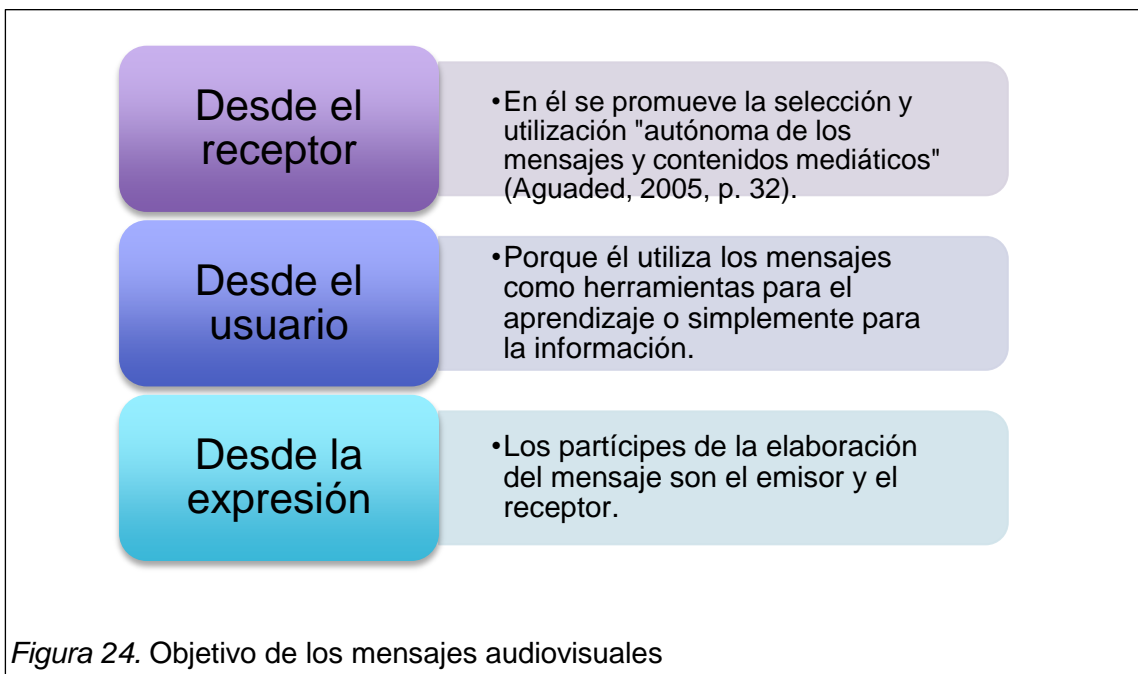 Desde el
receptor
•En él se promueve la selección y
utilización "autónoma de los
mensajes y contenidos mediáticos"
(Aguaded, 2005, p. 32).
Desde el
usuario
•Porque él utiliza los mensajes
como herramientas para el
aprendizaje o simplemente para
la información.
Desde la
expresión
•Los partícipes de la elaboración
del mensaje son el emisor y el
receptor.
Figura 24. Objetivo de los mensajes audiovisuales